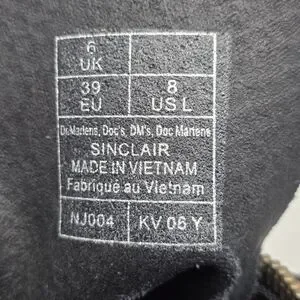 6
UK
39 8
EU US L
Dr. Martens, Doc's, DM's, Doc Martens
SINCLAIR
MADE IN VIETNAM
Fabriqué au Vietnam
NJ004 KV 06 Y